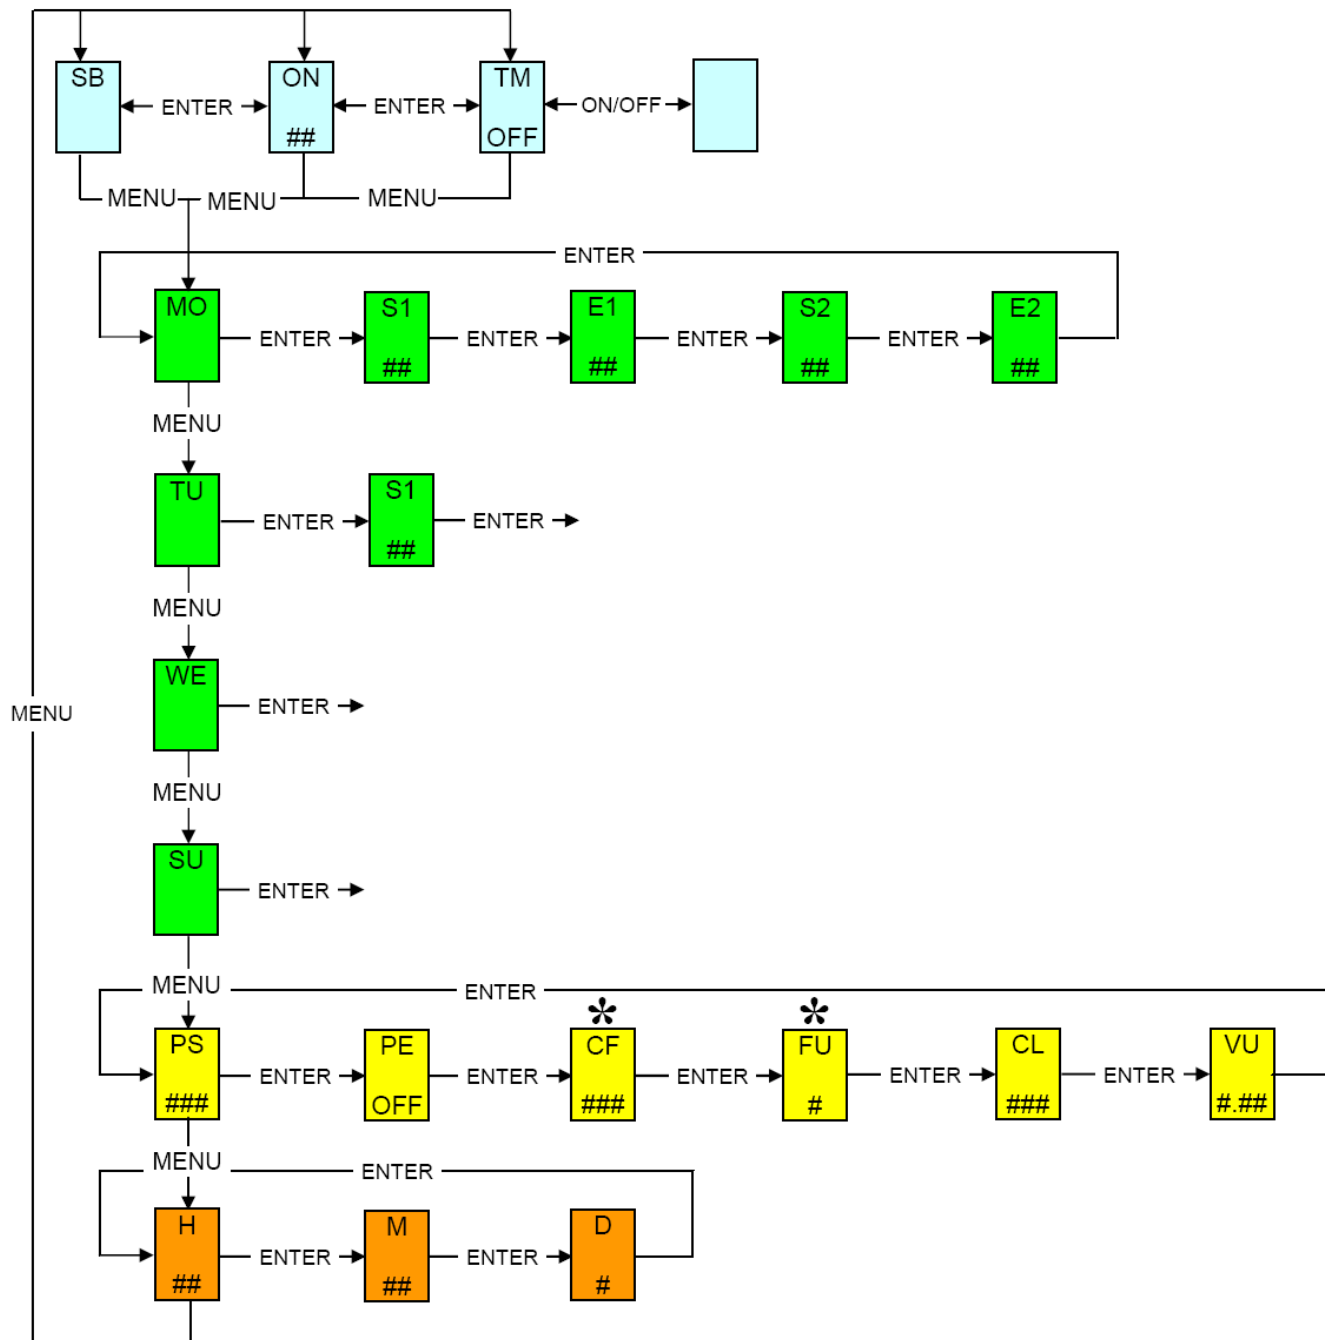 SB
ON
TM
ENTER
ENTER
ON/OFF
##
OFF
MENU
MENU
MENU
ENTER
MO
S1
E1
S2
E2
ENTER
ENTER
ENTER
ENTER
##
##
##
##
MENU
TU
S1
ENTER
ENTER
##
MENU
WE
ENTER
MENU
MENU
SU
ENTER
MENU
ENTER
*
*
PS
PE
CF
FU
CL
VU
ENTER
ENTER
ENTER
ENTER
ENTER
###
OFF
###
#
###
#.##
MENU
ENTER
H
M
D
ENTER
ENTER
##
##
#